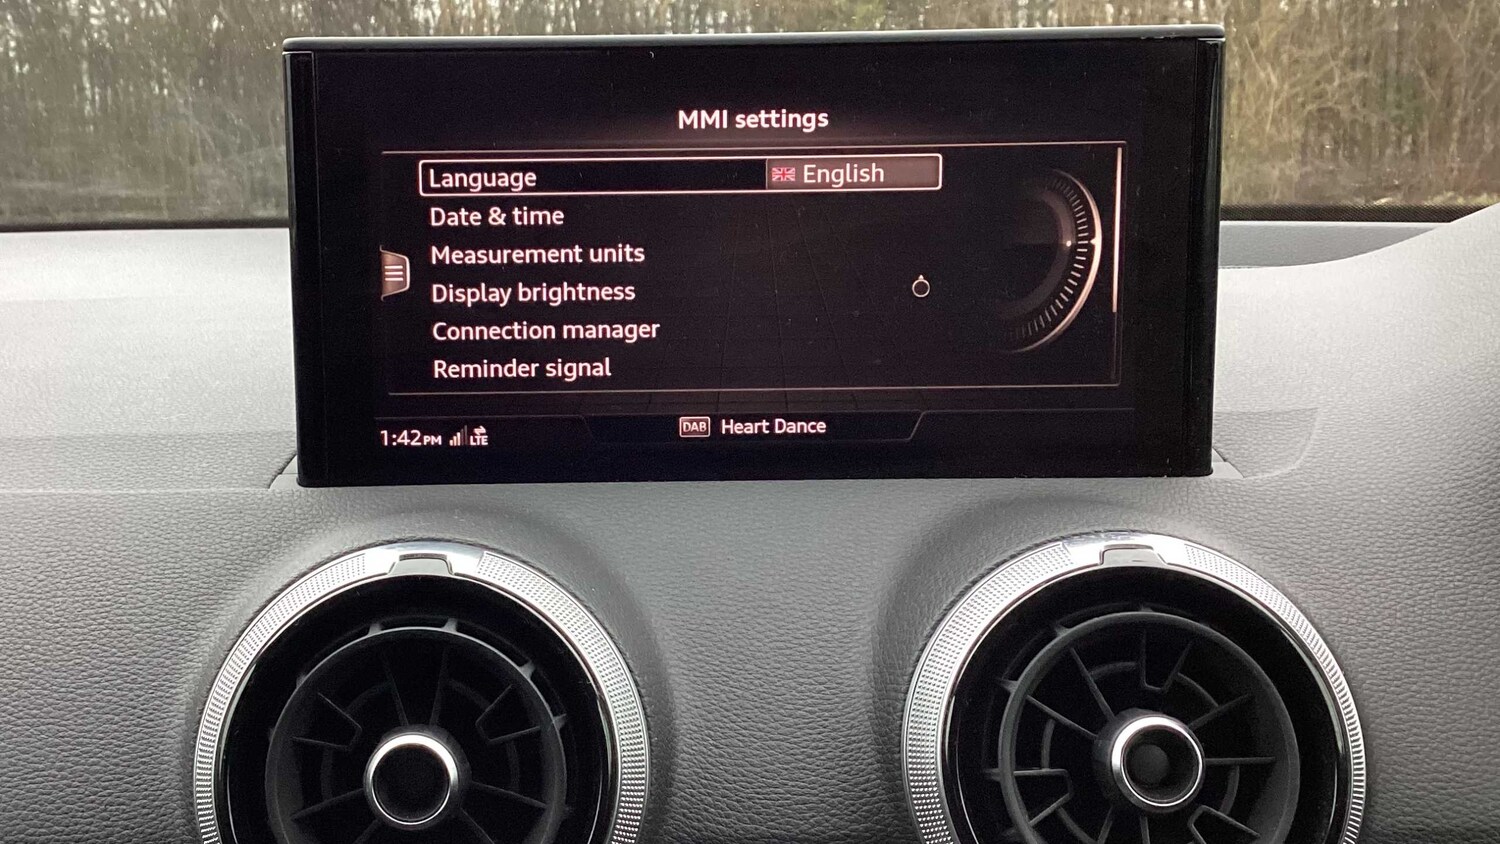 MMI settings
Language English
Date & time
Measurement units
Display brightness
Connection manager
Reminder signal
1:42PM LTE DAB Heart Dance